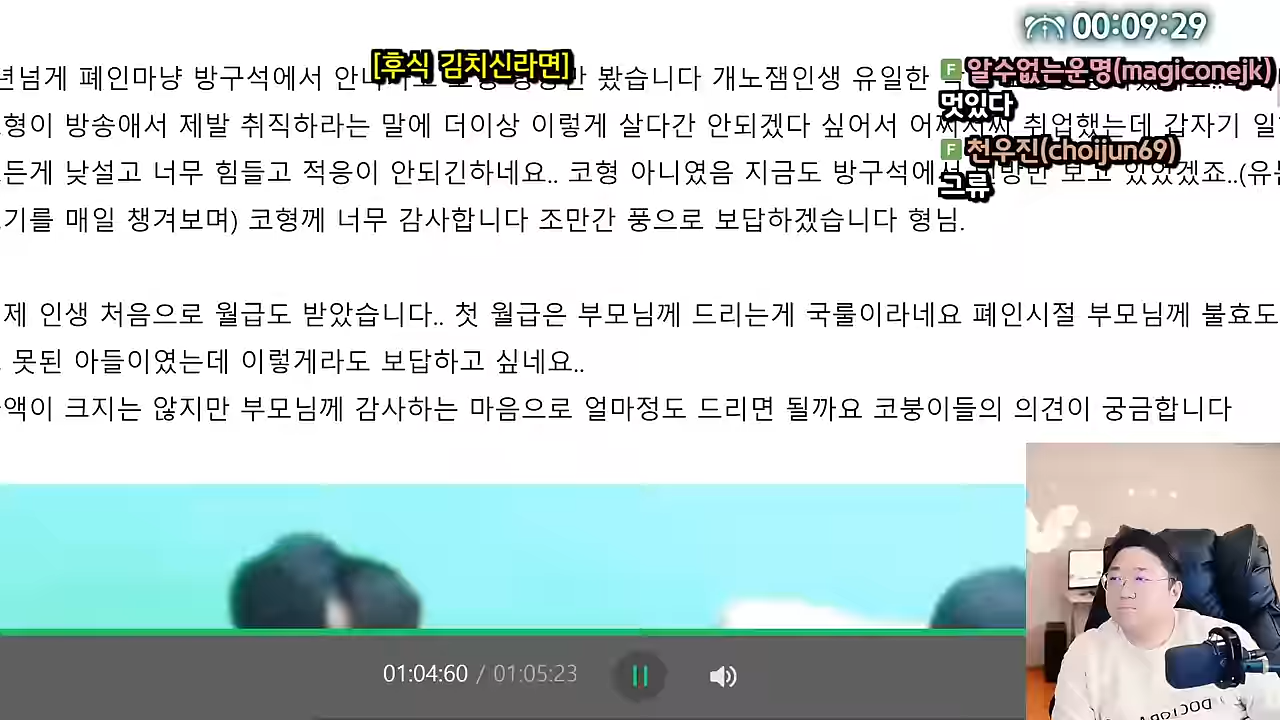 00:09:29
[후식 김치신라면]
년넘게 폐인마냥 방구석에서 봤습니다 개노잼인생 유일한
알수없는운명(magiconejk)
멋있다
형이 방송애서 제발 취직하라는 말에 더이상 이렇게 살다간 안되겠다 싶어서 어찌저찌 취업했는데 갑자기
천우진(choijun69)
그류
든게 낮설고 너무 힘들고 적응이 안되긴하네요.. 코형 아니였음 지금도 방구석에서 보고 있었겠죠..(유
기를 매일 챙겨보며) 코형께 너무 감사합니다 조만간 풍으로 보답하겠습니다 형님.
제 인생 처음으로 월급도 받았습니다.. 첫 월급은 부모님께 드리는게 국룰이라네요 폐인시절 부모님께 불효도
못된 아들이였는데 이렇게라도 보답하고 싶네요..
액이 크지는 않지만 부모님께 감사하는 마음으로 얼마정도 드리면 될까요 코붕이들의 의견이 궁금합니다
01:04:60 / 01:05:23